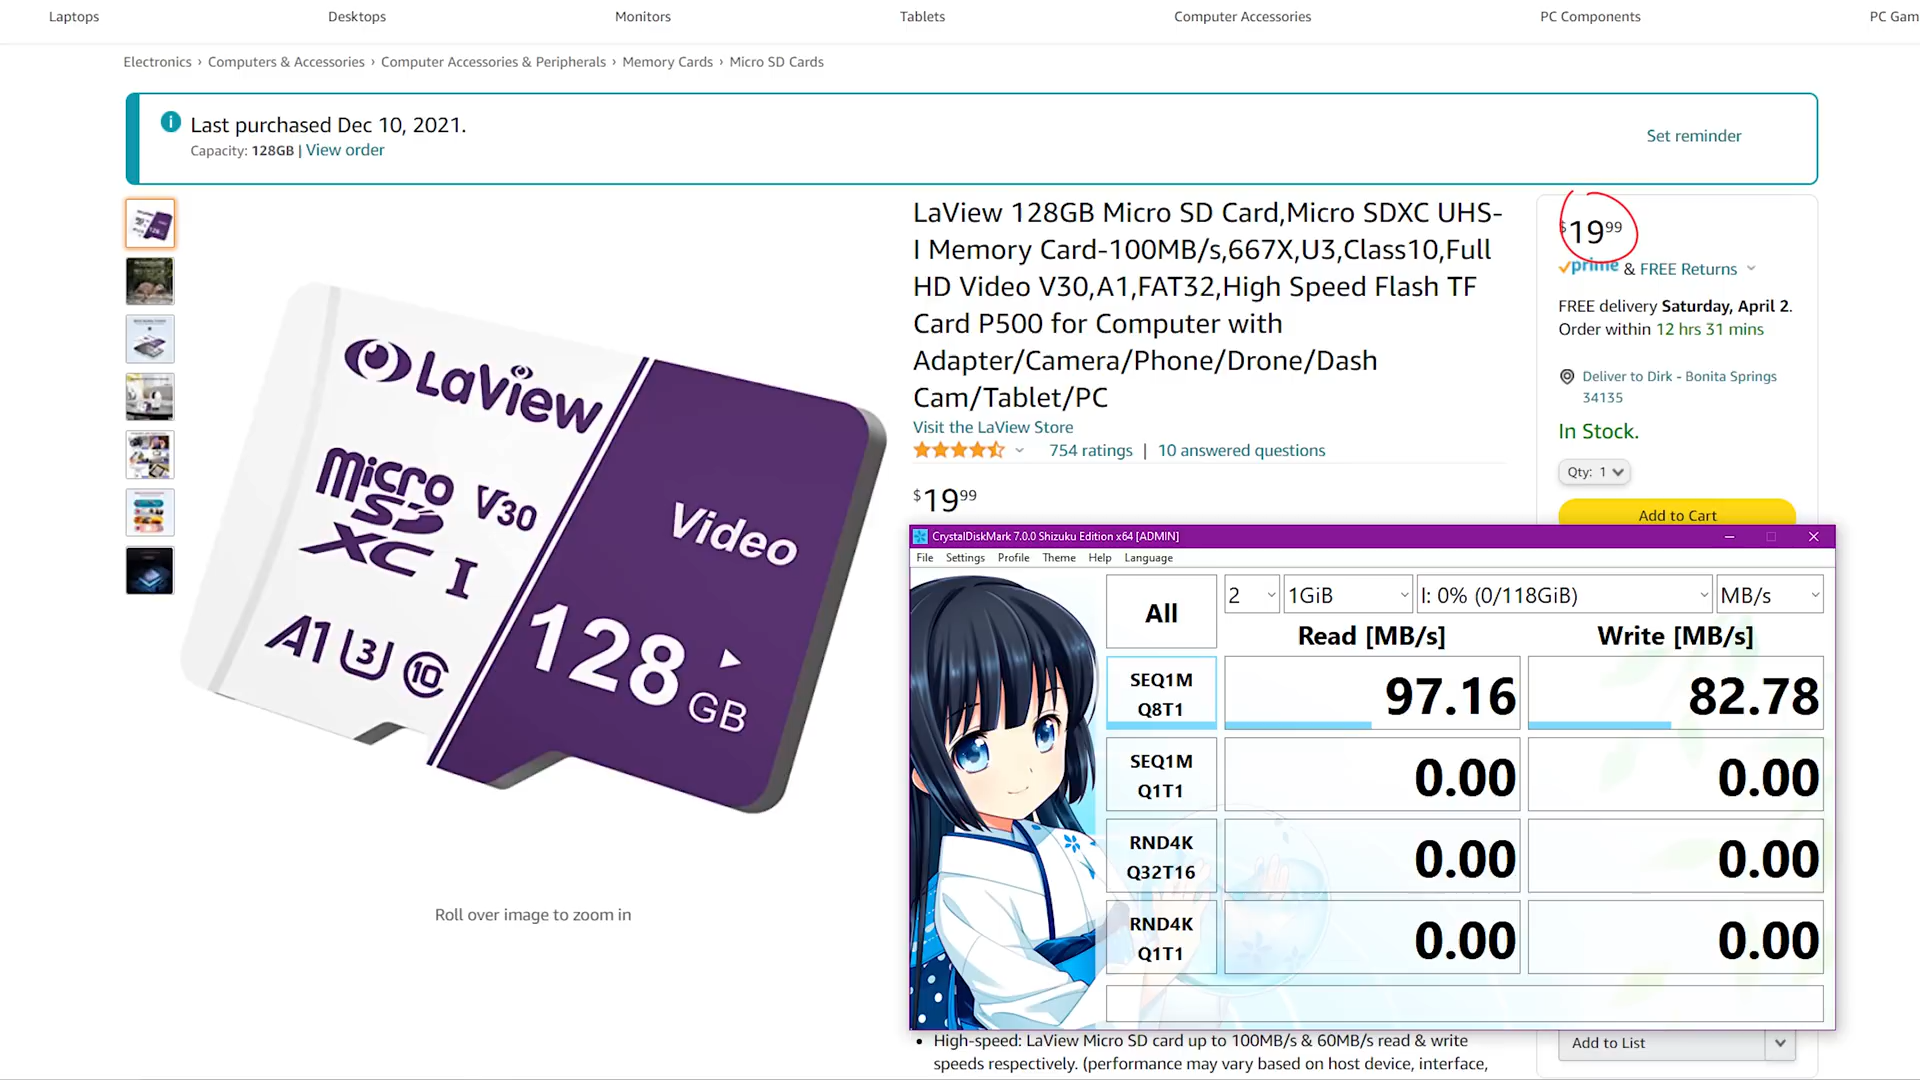 Laptops
Desktops
Monitors
Tablets
Computer Accessories
PC Components
PC Gam
Electronics › Computers & Accessories › Computer Accessories & Peripherals › Memory Cards › Micro SD Cards
i
Last purchased Dec 10, 2021.
Capacity: 128GB | View order
Set reminder
LaView
micro SD XC I
V30
A1 U3 10
Video
128 GB
Roll over image to zoom in
LaView 128GB Micro SD Card,Micro SDXC UHS-
I Memory Card-100MB/s,667X,U3,Class10,Full
HD Video V30,A1,FAT32,High Speed Flash TF
Card P500 for Computer with
Adapter/Camera/Phone/Drone/Dash
Cam/Tablet/PC
Visit the LaView Store
754 ratings | 10 answered questions
$19 99
$19 99
prime & FREE Returns
FREE delivery Saturday, April 2.
Order within 12 hrs 31 mins
Deliver to Dirk - Bonita Springs
34135
In Stock.
Qty: 1
Add to Cart
CrystalDiskMark 7.0.0 Shizuku Edition x64 [ADMIN]
File Settings Profile Theme Help Language
All
2
1GiB
I: 0% (0/118GiB)
MB/s
Read [MB/s]
Write [MB/s]
SEQ1M
Q8T1
97.16
82.78
SEQ1M
Q1T1
0.00
0.00
RND4K
Q32T16
0.00
0.00
RND4K
Q1T1
0.00
0.00
• High-speed: LaView Micro SD card up to 100MB/s & 60MB/s read & write
speeds respectively. (performance may vary based on host device, interface,
Add to List